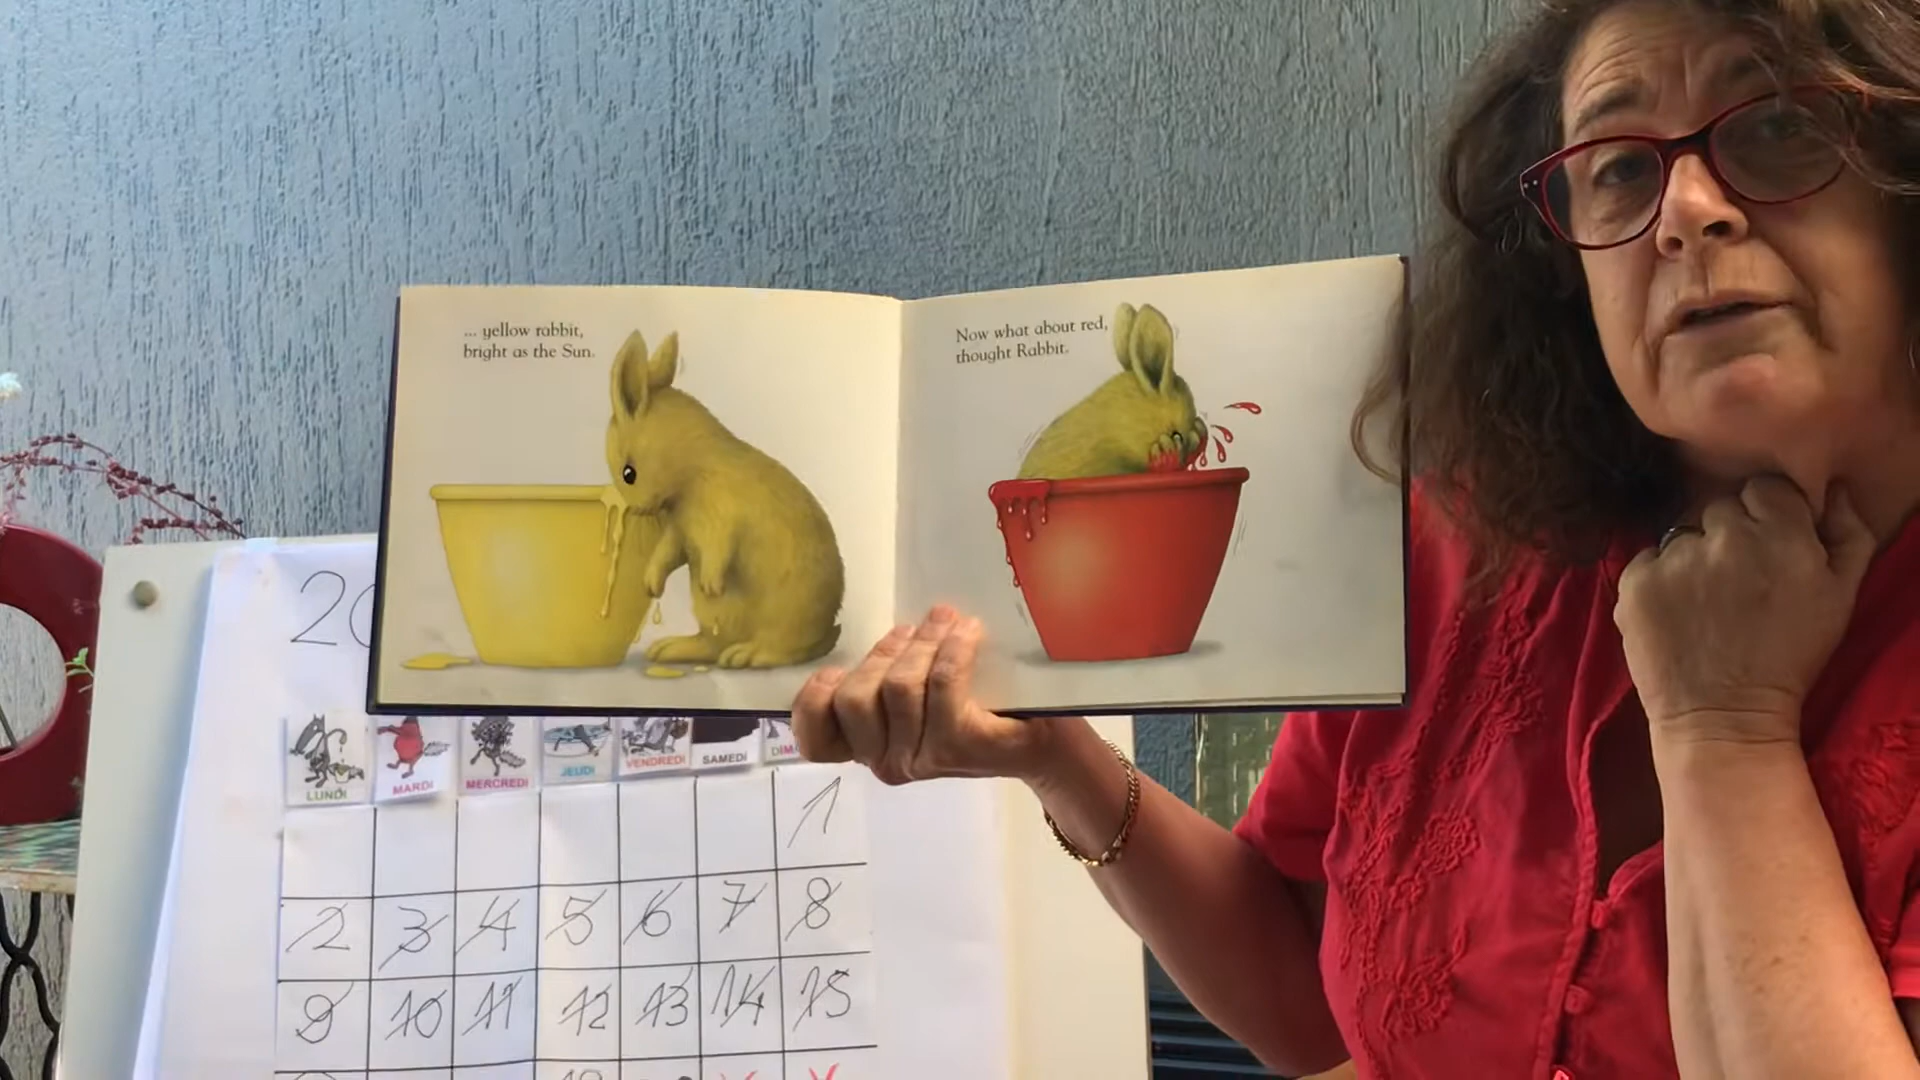 ... yellow rabbit,
bright as the Sun.
Now what about red,
thought Rabbit.
LUNDI MARDI MERCREDI JEUDI VENDREDI SAMEDI
1
2 3 4 5 6 7 8
9 10 11 12 13 14 15